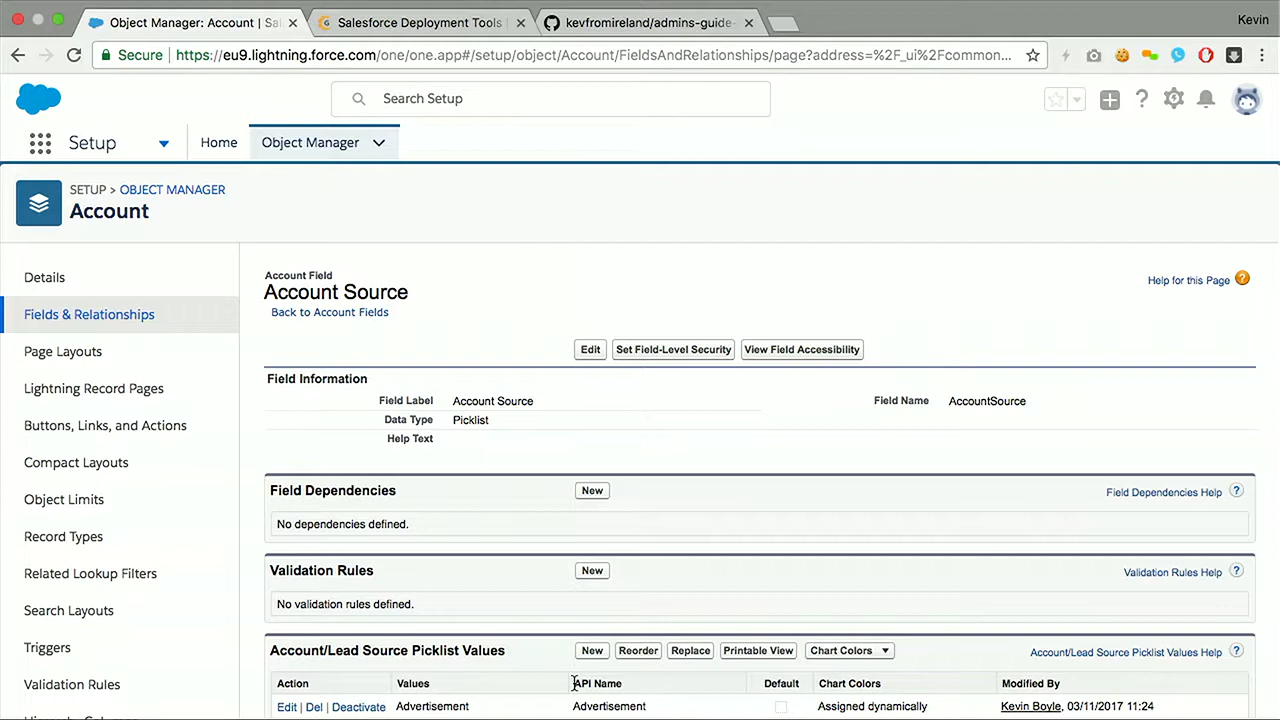 Object Manager: Account | Sal
Salesforce Deployment Tools |
kevfromireland/admins-guide-
Kevin
Secure
https://eu9.lightning.force.com/one/one.app#/setup/object/Account/FieldsAndRelationships/page?address=%2F_ui%2Fcommon...
Search Setup
Setup
Home
Object Manager
SETUP > OBJECT MANAGER
Account
Details
Fields & Relationships
Page Layouts
Lightning Record Pages
Buttons, Links, and Actions
Compact Layouts
Object Limits
Record Types
Related Lookup Filters
Search Layouts
Triggers
Validation Rules
Account Field
Account Source
Back to Account Fields
Help for this Page
Edit Set Field-Level Security View Field Accessibility
Field Information
Field Label Account Source Field Name AccountSource
Data Type Picklist
Help Text
Field Dependencies New Field Dependencies Help ?
No dependencies defined.
Validation Rules New Validation Rules Help ?
No validation rules defined.
Account/Lead Source Picklist Values New Reorder Replace Printable View Chart Colors Account/Lead Source Picklist Values Help ?
Action Values API Name Default Chart Colors Modified By
Edit | Del | Deactivate Advertisement Advertisement Assigned dynamically Kevin Boyle, 03/11/2017 11:24